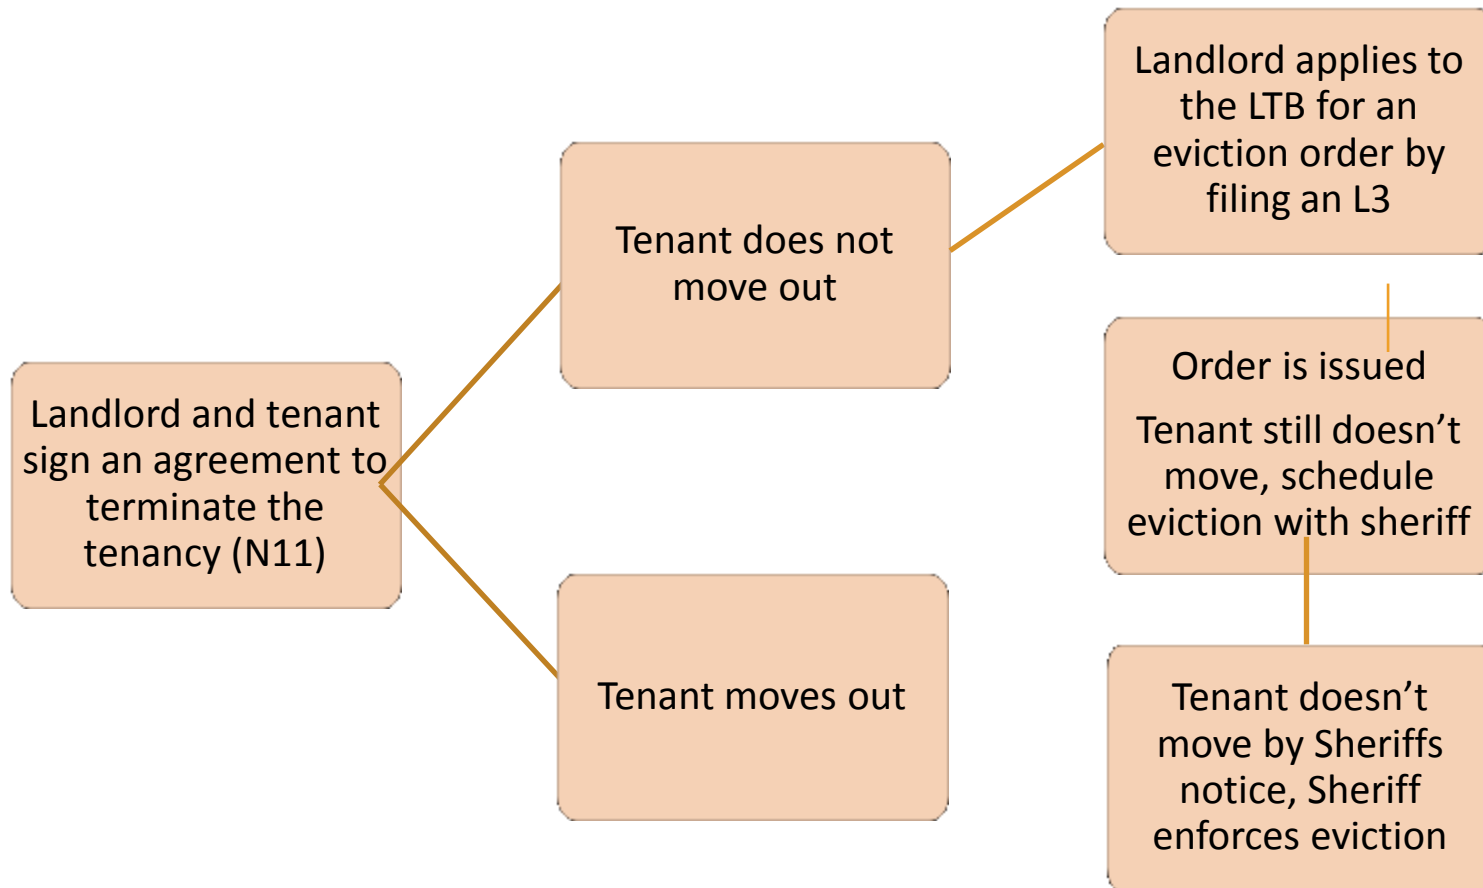 Landlord and tenant
sign an agreement to
terminate the
tenancy (N11)
Tenant does not
move out
Tenant moves out
Landlord applies to
the LTB for an
eviction order by
filing an L3
Order is issued
Tenant still doesn’t
move, schedule
eviction with sheriff
Tenant doesn’t
move by Sheriffs
notice, Sheriff
enforces eviction